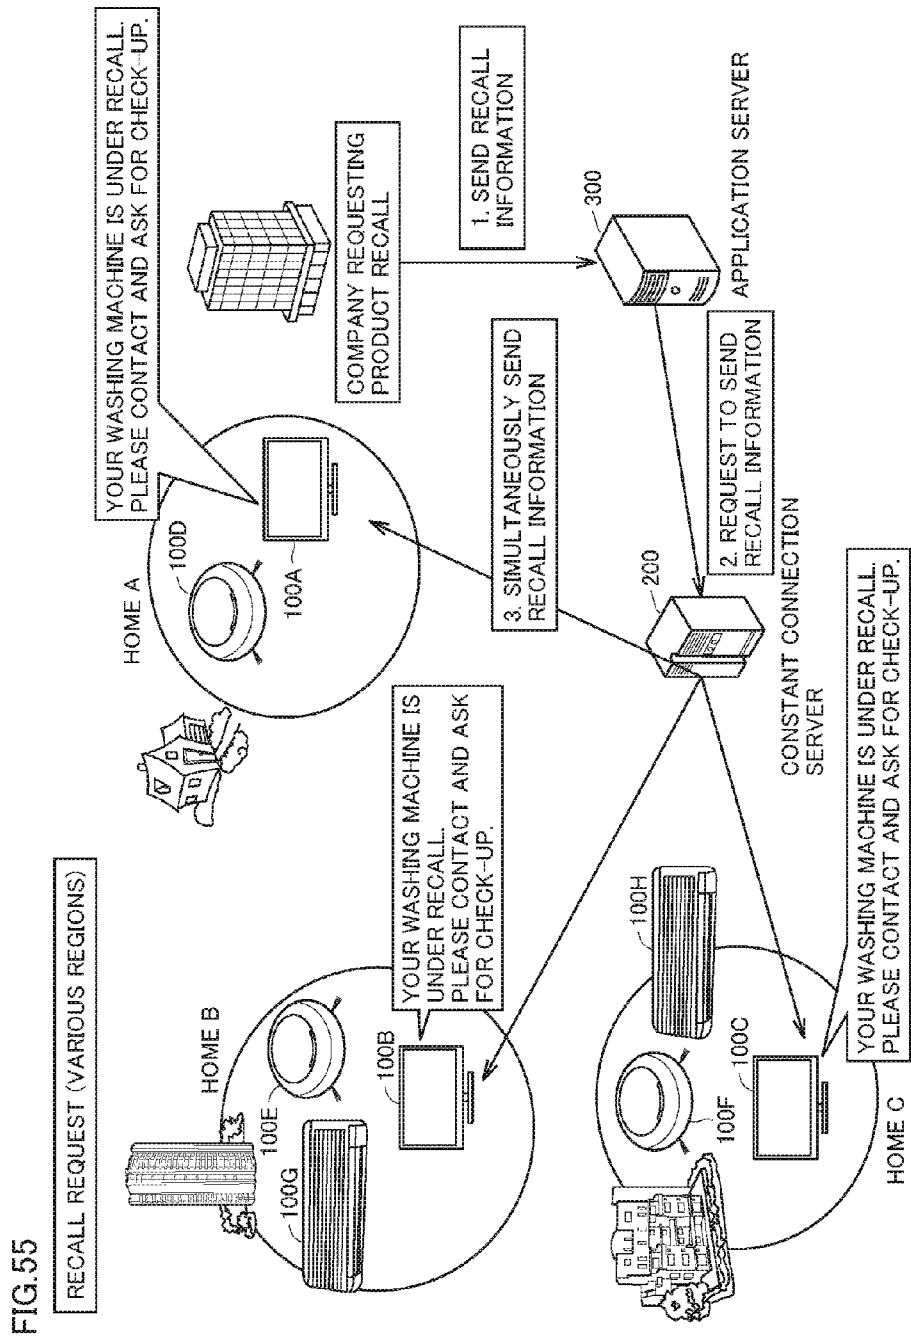 FIG.55
RECALL REQUEST (VARIOUS REGIONS)
HOME A
100D
100A
YOUR WASHING MACHINE IS UNDER RECALL.
PLEASE CONTACT AND ASK FOR CHECK-UP.
COMPANY REQUESTING
PRODUCT RECALL
1. SEND RECALL
INFORMATION
300
APPLICATION SERVER
2. REQUEST TO SEND
RECALL INFORMATION
200
CONSTANT CONNECTION
SERVER
3. SIMULTANEOUSLY SEND
RECALL INFORMATION
HOME B
100E
100G
100B
YOUR WASHING MACHINE IS
UNDER RECALL.
PLEASE CONTACT AND ASK
FOR CHECK-UP.
100H
100F
100C
HOME C
YOUR WASHING MACHINE IS UNDER RECALL.
PLEASE CONTACT AND ASK FOR CHECK-UP.